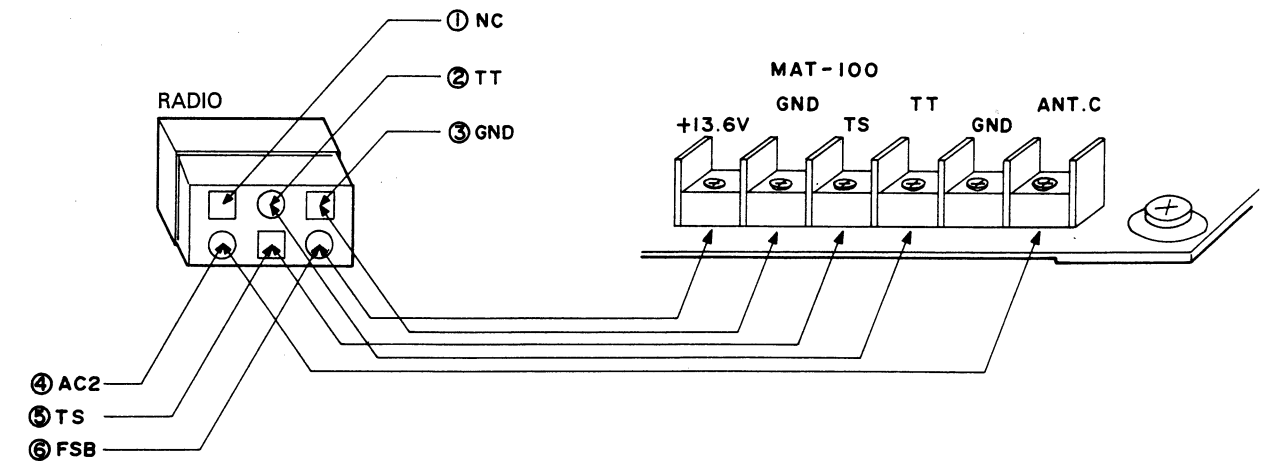 ① NC
② TT
③ GND
RADIO
MAT-100
+13.6V GND TS TT GND ANT.C
④ AC2
⑤ TS
⑥ FSB